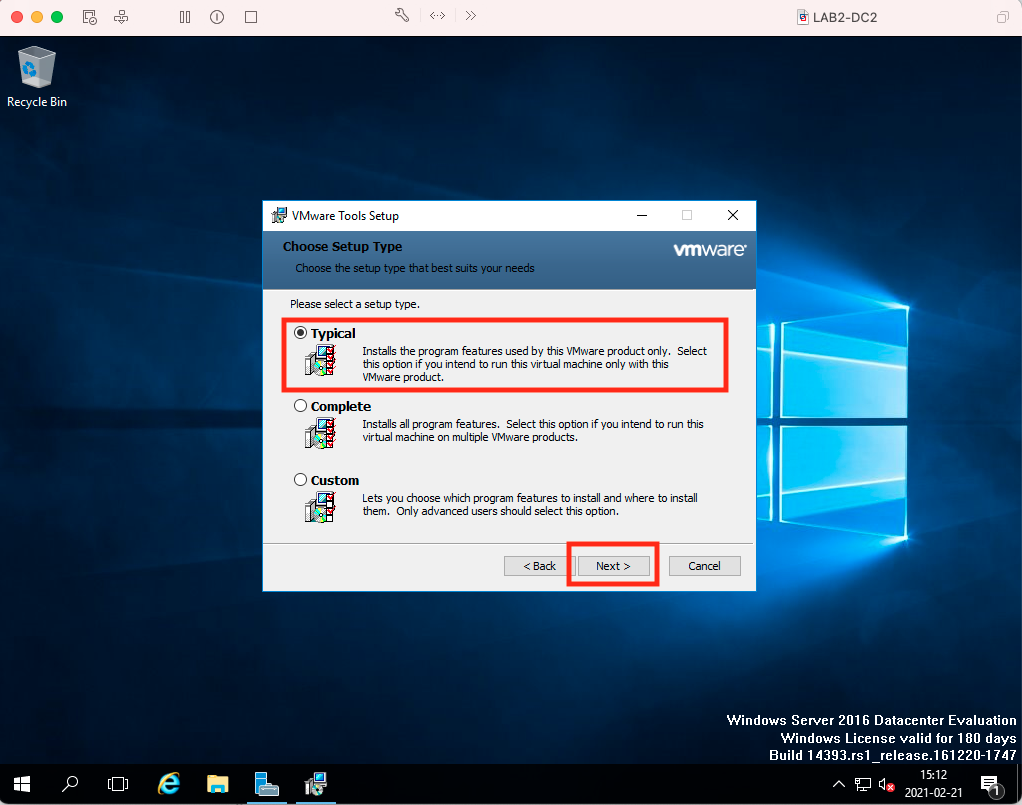 LAB2-DC2
Recycle Bin
VMware Tools Setup
Choose Setup Type
Choose the setup type that best suits your needs
vmware
Please select a setup type.
Typical
Installs the program features used by this VMware product only. Select
this option if you intend to run this virtual machine only with this
VMware product.
Complete
Installs all program features. Select this option if you intend to run this
virtual machine on multiple VMware products.
Custom
Lets you choose which program features to install and where to install
them. Only advanced users should select this option.
< Back
Next >
Cancel
Windows Server 2016 Datacenter Evaluation
Windows License valid for 180 days
Build 14393.rs1_release.161220-1747
15:12
2021-02-21
1